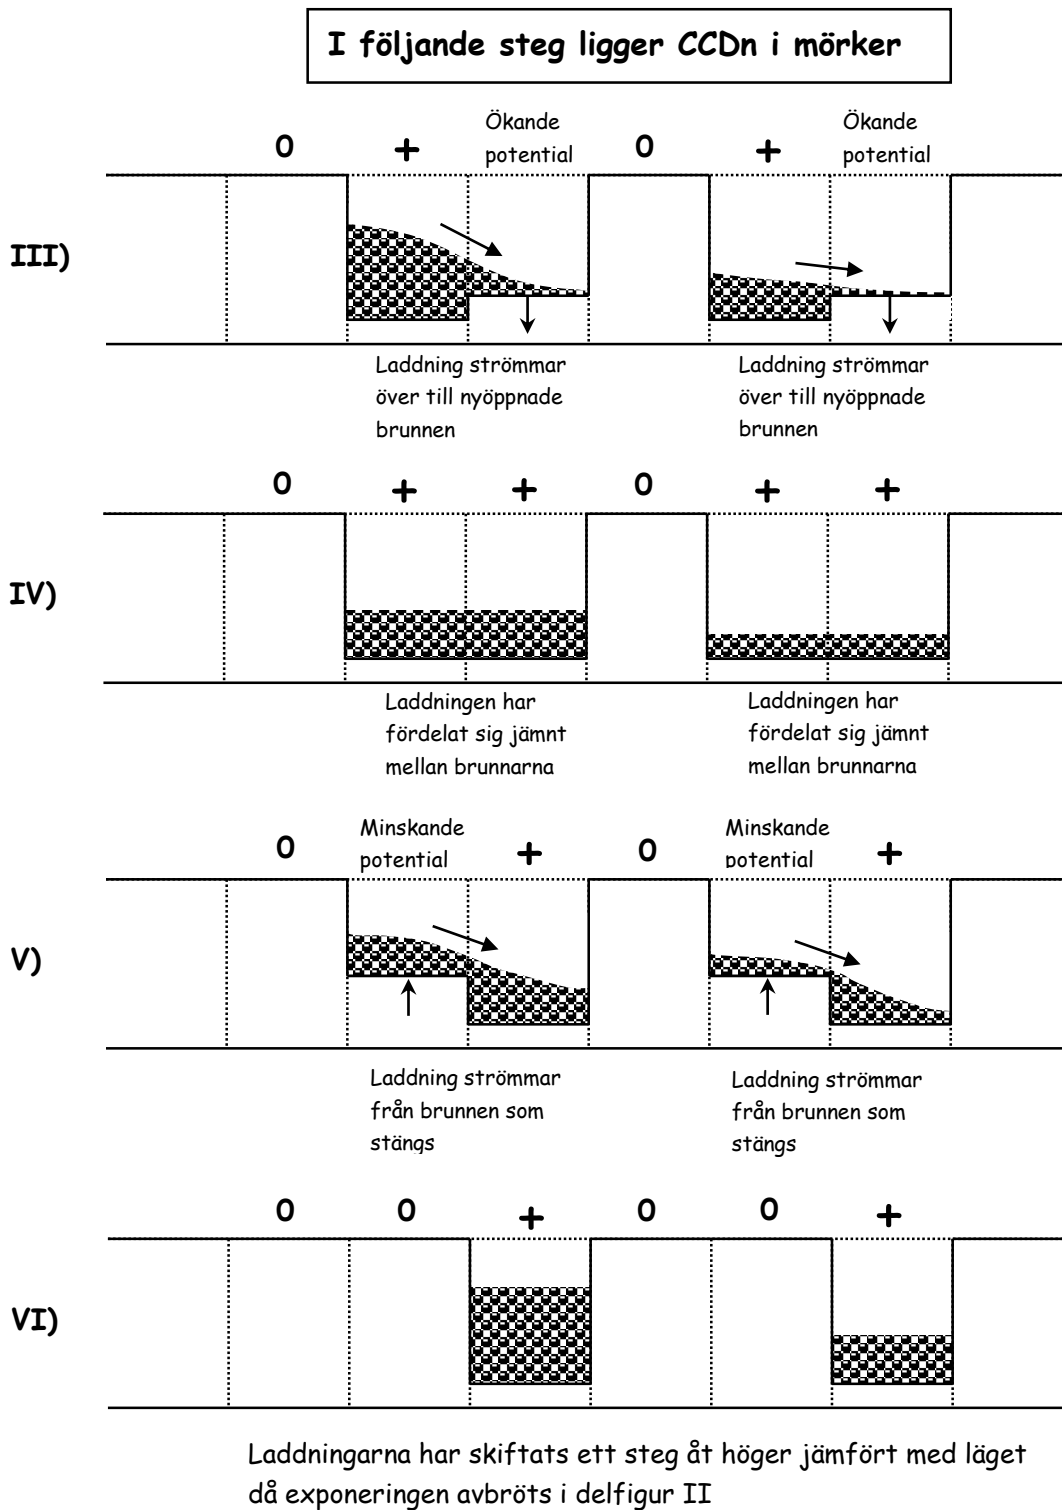 I följande steg ligger CCDn i mörker
0 + Ökande potential 0 + Ökande potential
III)
Laddning strömmar
över till nyöppnade
brunnen
Laddning strömmar
över till nyöppnade
brunnen
0 + + 0 + +
IV)
Laddningen har
fördelat sig jämnt
mellan brunnarna
Laddningen har
fördelat sig jämnt
mellan brunnarna
0 Minskande potential + 0 Minskande potential +
V)
Laddning strömmar
från brunnen som
stängs
Laddning strömmar
från brunnen som
stängs
0 0 + 0 0 +
VI)
Laddningarna har skiftats ett steg åt höger jämfört med läget
då exponeringen avbröts i delfigur II